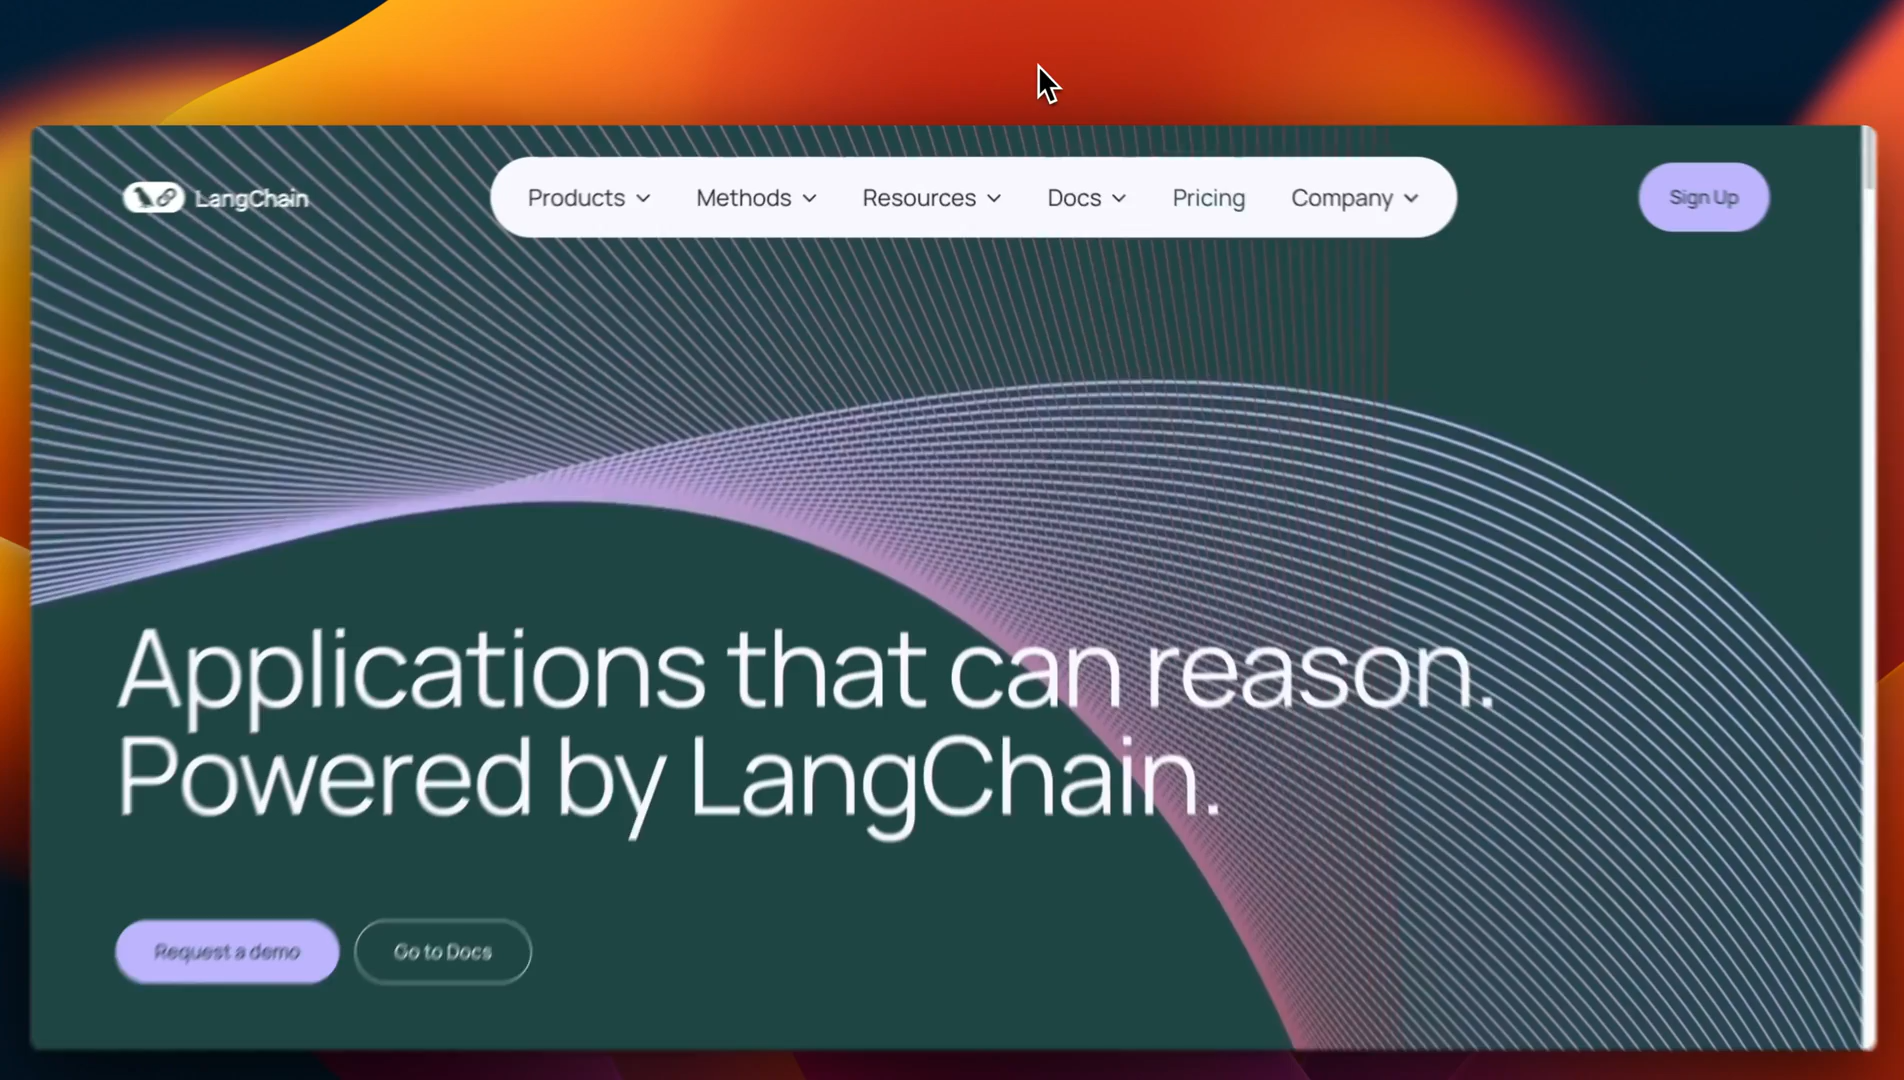 LangChain
Products
Methods
Resources
Docs
Pricing
Company
Sign Up
Applications that can reason.
Powered by LangChain.
Request a demo
Go to Docs